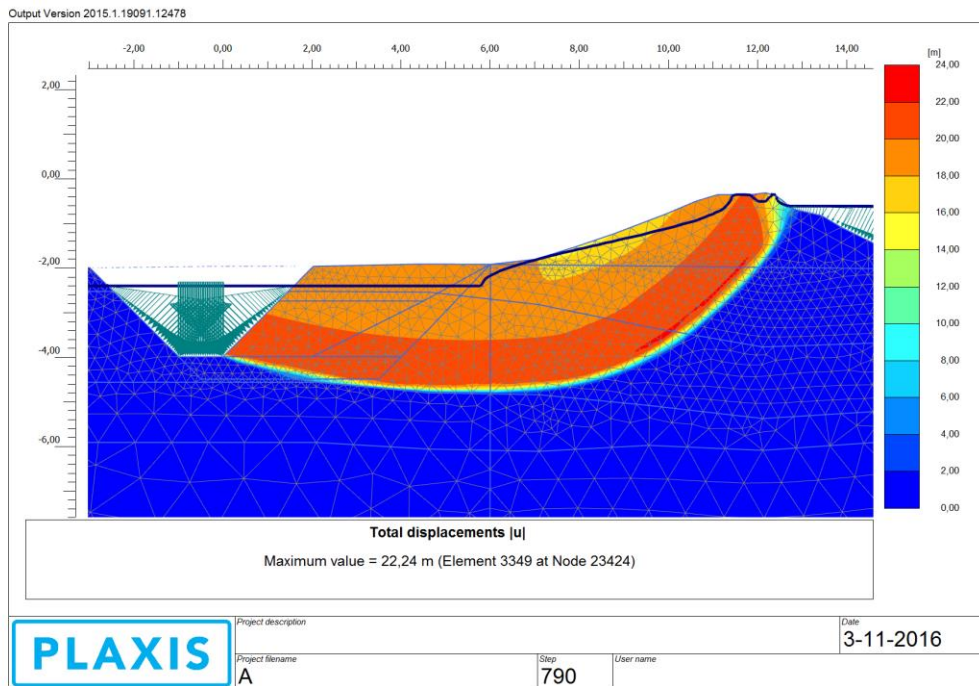 Output Version 2015.1.19091.12478
-2,00 0,00 2,00 4,00 6,00 8,00 10,00 12,00 14,00
[m]
2,00
0,00
-2,00
-4,00
-6,00
24,00
22,00
20,00
18,00
16,00
14,00
12,00
10,00
8,00
6,00
4,00
2,00
0,00
Total displacements |u|
Maximum value = 22,24 m (Element 3349 at Node 23424)
PLAXIS
Project description
Date
3-11-2016
Project filename
A
Step
790
User name